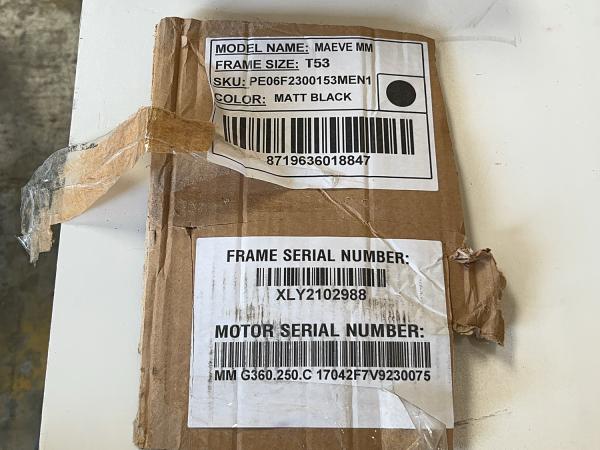 MODEL NAME: MAEVE MM
FRAME SIZE: T53
SKU: PE06F2300153MEN1
COLOR: MATT BLACK
8719636018847
FRAME SERIAL NUMBER:
XLY2102988
MOTOR SERIAL NUMBER:
MM G360.250.C 17042F7V9230075